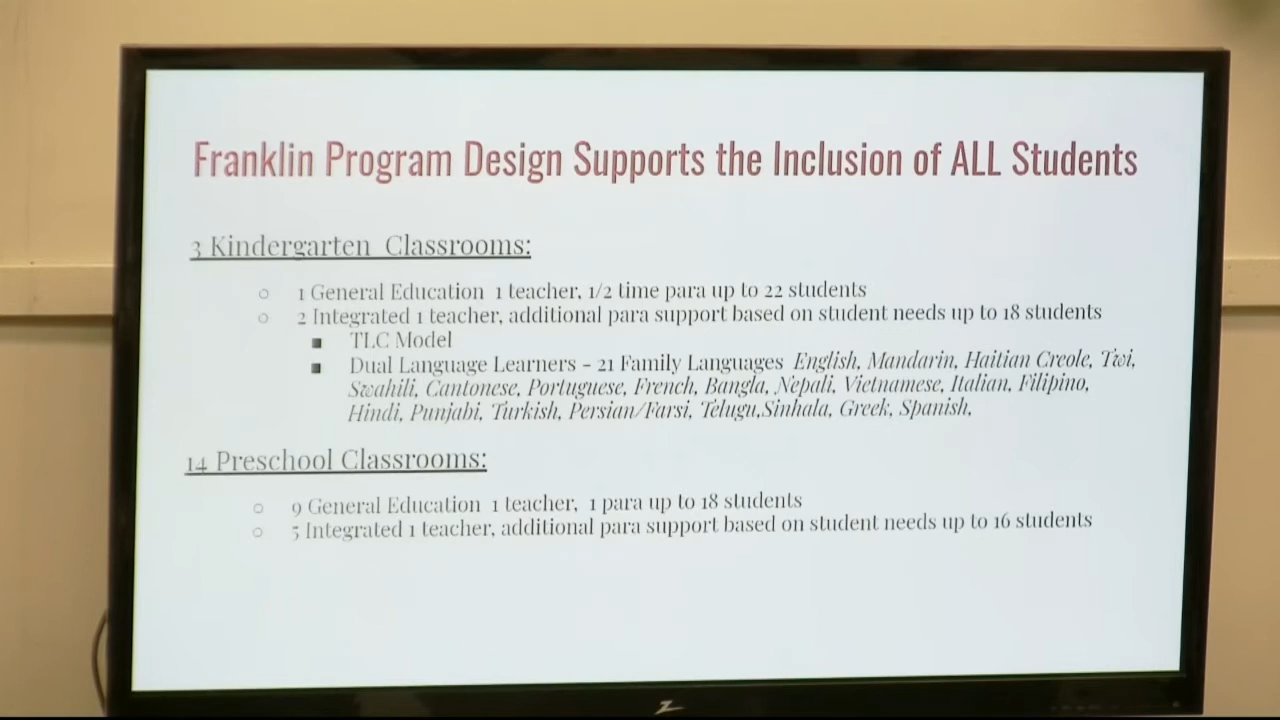 Franklin Program Design Supports the Inclusion of ALL Students
3 Kindergarten Classrooms:
1 General Education 1 teacher, 1/2 time para up to 22 students
2 Integrated 1 teacher, additional para support based on student needs up to 18 students
TLC Model
Dual Language Learners - 21 Family Languages English, Mandarin, Haitian Creole, Twi,
Swahili, Cantonese, Portuguese, French, Bangla, Nepali, Vietnamese, Italian, Filipino,
Hindi, Punjabi, Turkish, Persian/Farsi, Telugu,Sinhala, Greek, Spanish,
14 Preschool Classrooms:
9 General Education 1 teacher, 1 para up to 18 students
5 Integrated 1 teacher, additional para support based on student needs up to 16 students